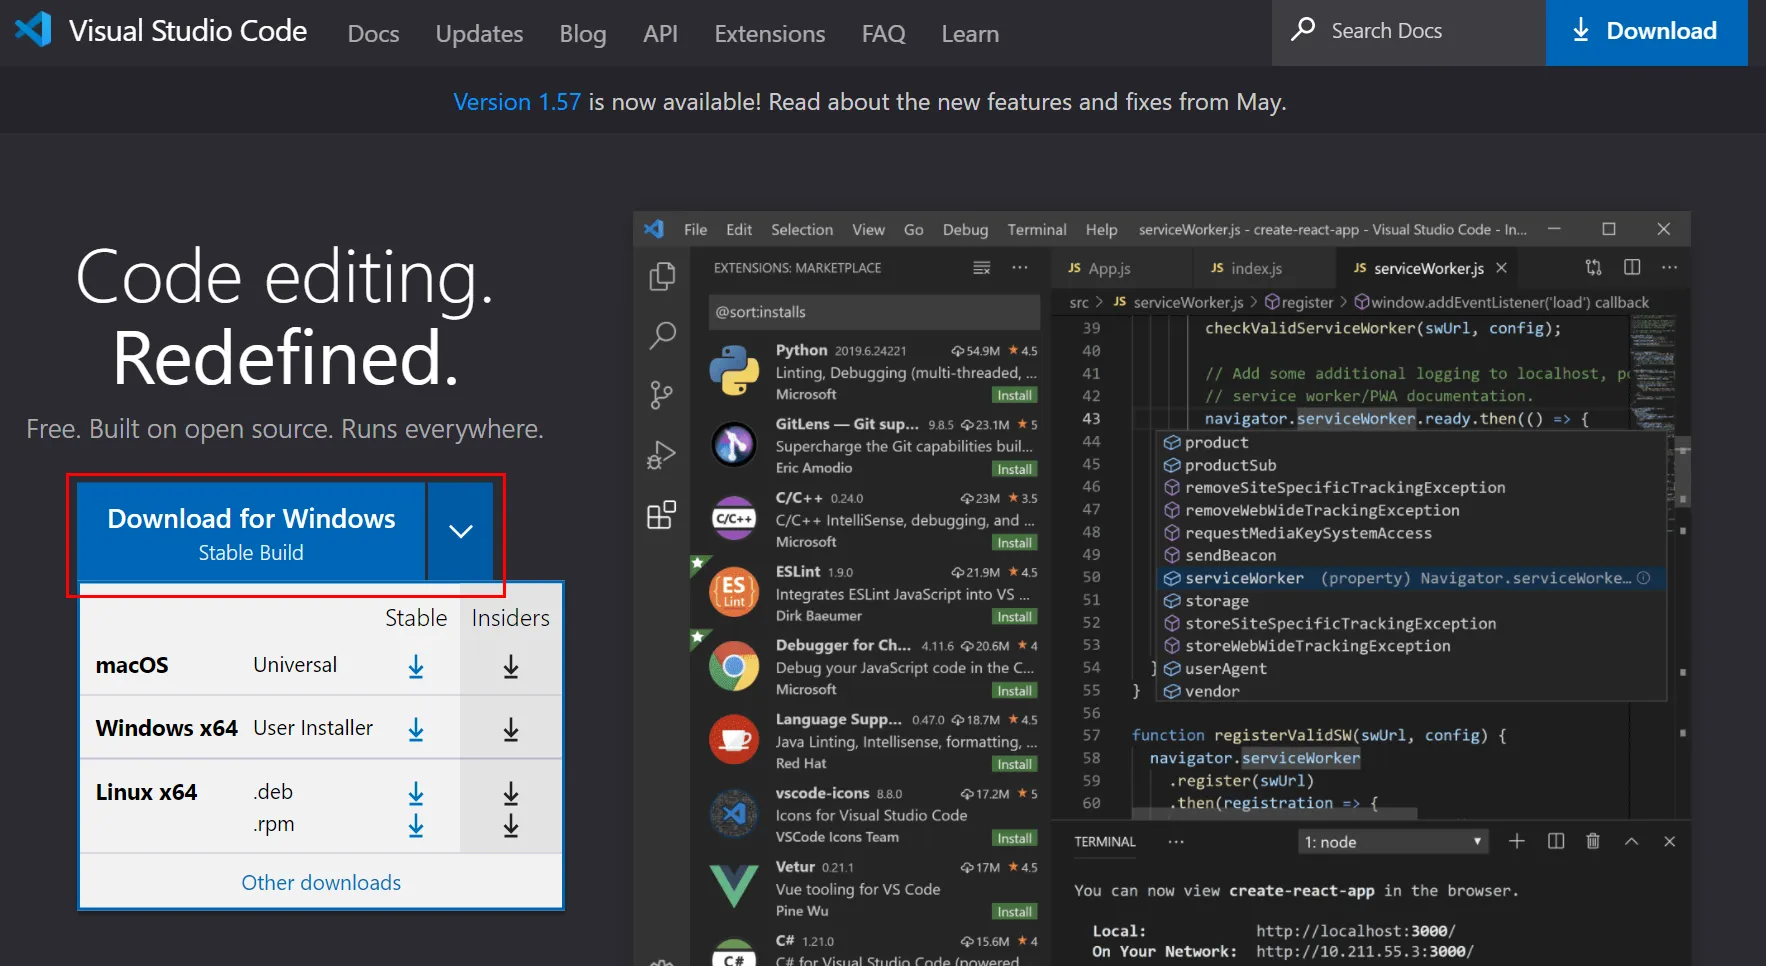 Visual Studio Code Docs Updates Blog API Extensions FAQ Learn Search Docs Download
Version 1.57 is now available! Read about the new features and fixes from May.
Code editing.
Redefined.
Free. Built on open source. Runs everywhere.
Download for Windows
Stable Build
Stable Insiders
macOS Universal
Windows x64 User Installer
Linux x64 .deb
.rpm
Other downloads
File Edit Selection View Go Debug Terminal Help serviceWorker.js - create-react-app - Visual Studio Code - In...
EXTENSIONS: MARKETPLACE
@sort:installs
Python 2019.6.24221 54.9M 4.5
Linting, Debugging (multi-threaded, ...
Microsoft Install
GitLens — Git sup... 9.8.5 23.1M 5
Supercharge the Git capabilities buil...
Eric Amodio Install
C/C++
C/C++ 0.24.0 23M 3.5
C/C++ IntelliSense, debugging, and ...
Microsoft Install
ES
Lint
ESLint 1.9.0 21.9M 4.5
Integrates ESLint JavaScript into VS ...
Dirk Baeumer Install
Debugger for Ch... 4.11.6 20.6M 4
Debug your JavaScript code in the C...
Microsoft Install
Language Supp... 0.47.0 18.7M 4.5
Java Linting, Intellisense, formatting, ...
Red Hat Install
vscode-icons 8.8.0 17.2M 5
Icons for Visual Studio Code
VSCode Icons Team Install
Vetur 0.21.1 17M 4.5
Vue tooling for VS Code
Pine Wu Install
C#
C# 1.21.0 15.6M 4
C# for Visual Studio Code (powered
JS App.js JS index.js JS serviceWorker.js
src > JS serviceWorker.js > register > window.addEventListener('load') callback
39 checkValidServiceWorker(swUrl, config);
40
41 // Add some additional logging to localhost,
42 // service worker/PWA documentation.
43 navigator.serviceWorker.ready.then(() => {
44 product
45 productSub
46 removeSiteSpecificTrackingException
47 removeWebWideTrackingException
48 requestMediaKeySystemAccess
49 sendBeacon
50 serviceWorker (property) Navigator.serviceWorke...
51 storage
52 storeSiteSpecificTrackingException
53 storeWebWideTrackingException
54 } userAgent
55 } vendor
56
57 function registerValidSW(swUrl, config) {
58 navigator.serviceWorker
59 .register(swUrl)
60 .then(registration => {
TERMINAL ... 1: node
You can now view create-react-app in the browser.
Local: http://localhost:3000/
On Your Network: http://10.211.55.3:3000/